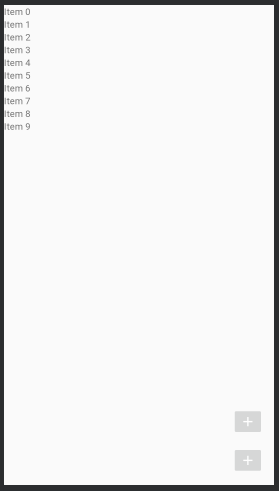 Item 0
Item 1
Item 2
Item 3
Item 4
Item 5
Item 6
Item 7
Item 8
Item 9
+
+